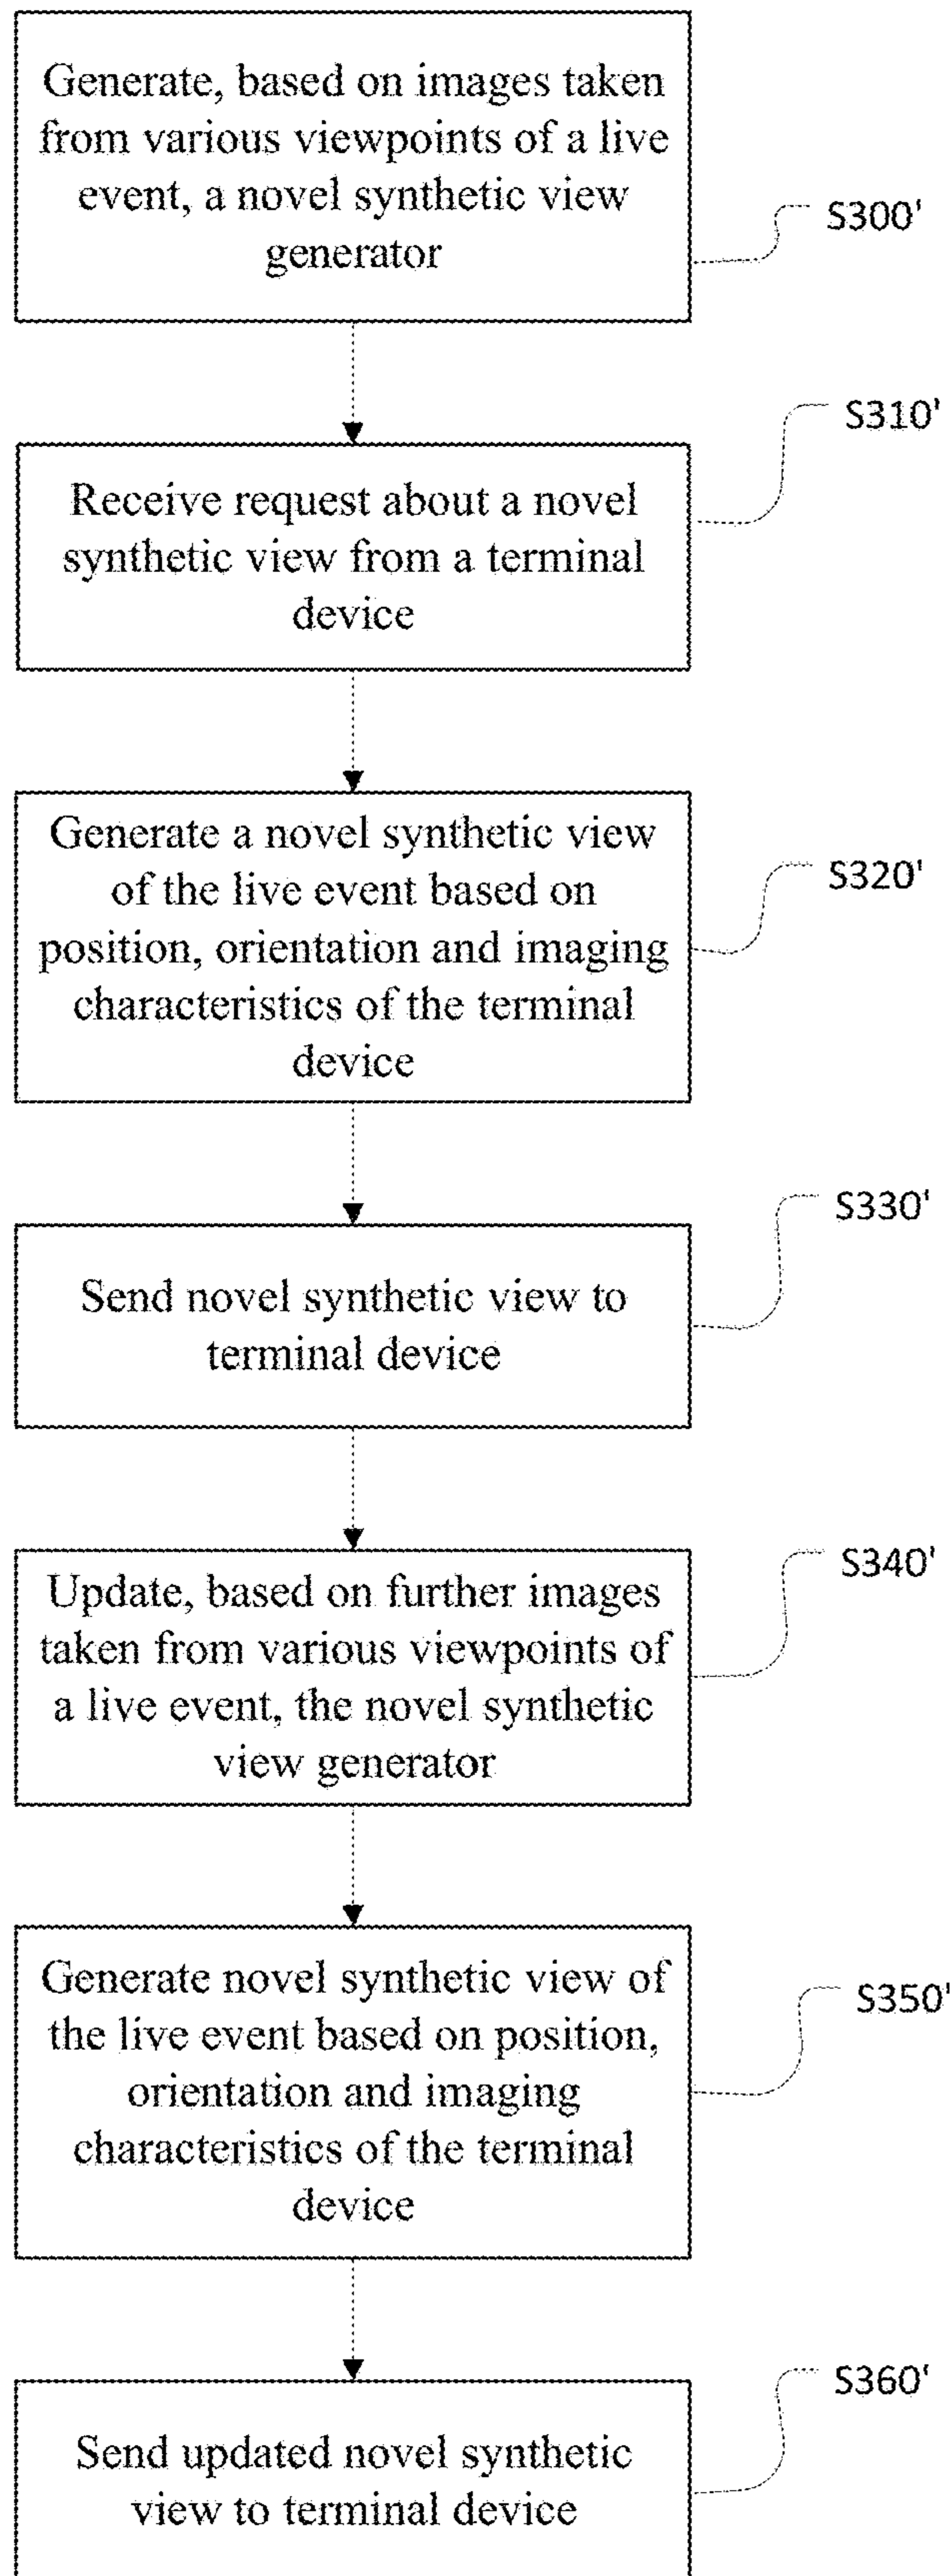 Generate, based on images taken
from various viewpoints of a live
event, a novel synthetic view
generator
S300'
S310'
Receive request about a novel
synthetic view from a terminal
device
Generate a novel synthetic view
of the live event based on
position, orientation and imaging
characteristics of the terminal
device
S320'
S330'
Send novel synthetic view to
terminal device
S340'
Update, based on further images
taken from various viewpoints of
a live event, the novel synthetic
view generator
Generate novel synthetic view of
the live event based on position,
orientation and imaging
characteristics of the terminal
device
S350'
S360'
Send updated novel synthetic
view to terminal device